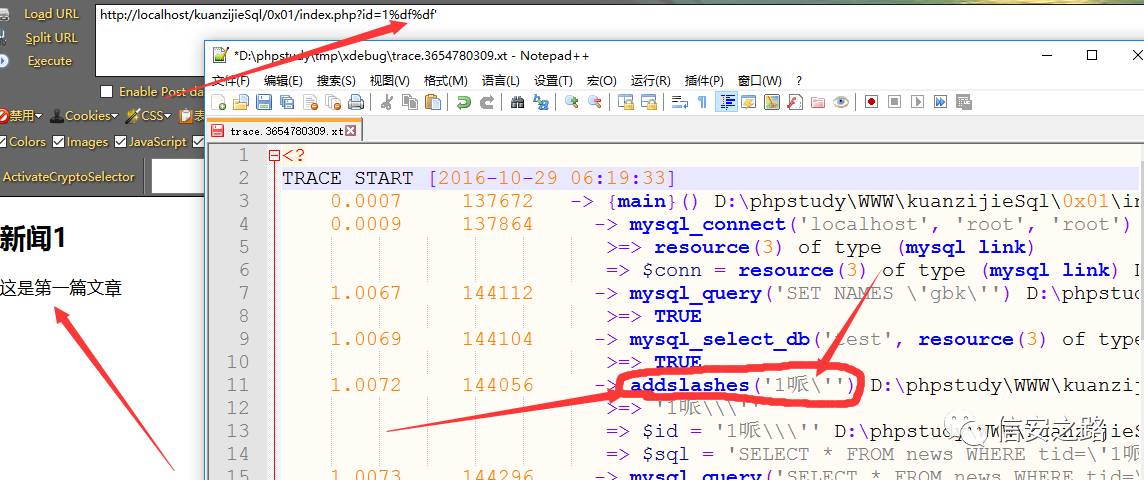 Load URL
http://localhost/kuanzijieSql/0x01/index.php?id=1%df%df'
Split URL
Execute
Enable Post da
*D:\phpstudy\tmp\xdebug\trace.3654780309.xt - Notepad++
文件(F) 编辑(E) 搜索(S) 视图(V) 格式(M) 语言(L) 设置(T) 宏(O) 运行(R) 插件(P) 窗口(W) ?
禁用 Cookies CSS 表
Colors Images JavaScript
ActivateCryptoSelector
新闻1
这是第一篇文章
trace.3654780309.xt
1 <?
2 TRACE START [2016-10-29 06:19:33]
3 0.0007 137672 -> {main}() D:\phpstudy\WWW\kuanzijieSql\0x01\in
4 0.0009 137864 -> mysql_connect('localhost', 'root', 'root')
5 >=> resource(3) of type (mysql link)
6 => $conn = resource(3) of type (mysql link) D
7 1.0067 144112 -> mysql_query('SET NAMES \'gbk\'') D:\phpst
8 >=> TRUE
9 1.0069 144104 -> mysql_select_db('test', resource(3) of type
10 >=> TRUE
11 1.0072 144056 -> addslashes('1哌\'') D:\phpstudy\WWW\kuanzij
12 >=> '1哌\\\''
13 => $id = '1哌\\\'' D:\phpstudy\WWW\kuanzijieS
14 => $sql = 'SELECT * FROM news WHERE tid=\'1哌
15 1.0073 144296 -> mysql_query('SELECT * FROM news WHERE tid=\
信安之路